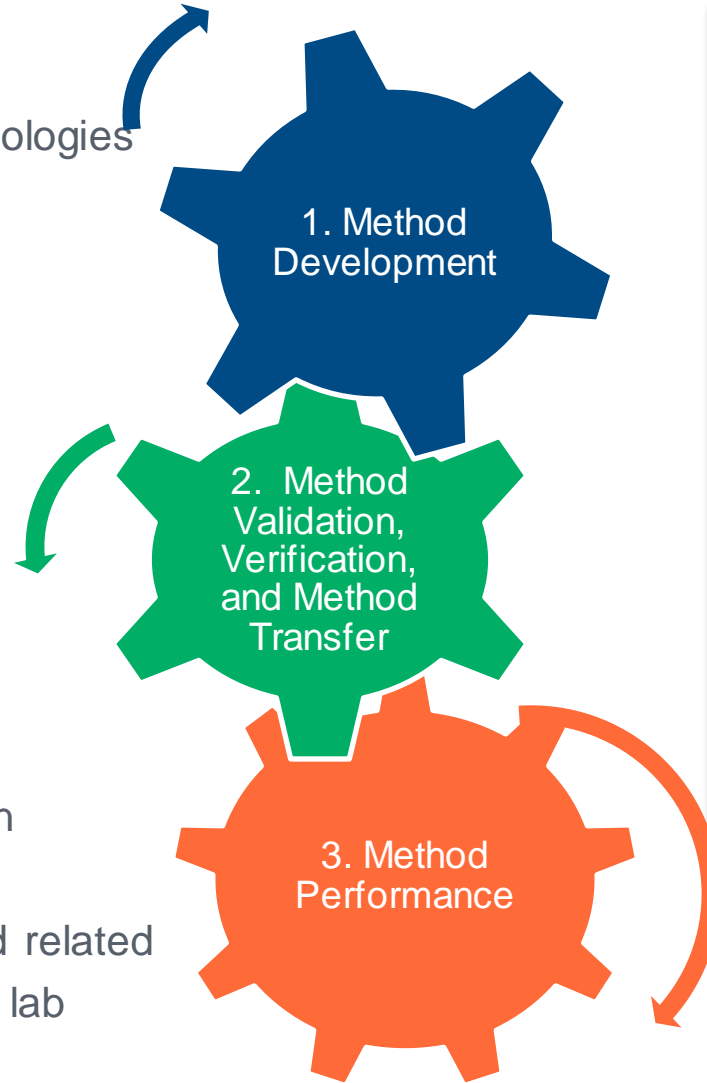 ologies
1. Method
Development
2. Method
Validation,
Verification,
and Method
Transfer
n
3. Method
Performance
d related
lab